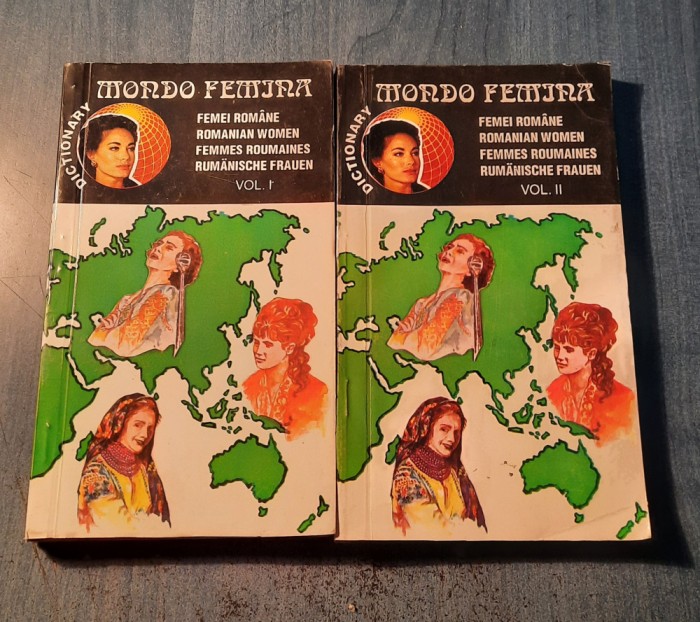 MONDO FEMINA
DICTIONARY
FEMEI ROMÂNE
ROMANIAN WOMEN
FEMMES ROUMAINES
RUMÄNISCHE FRAUEN
VOL. I
MONDO FEMINA
DICTIONARY
FEMEI ROMÂNE
ROMANIAN WOMEN
FEMMES ROUMAINES
RUMÄNISCHE FRAUEN
VOL. II